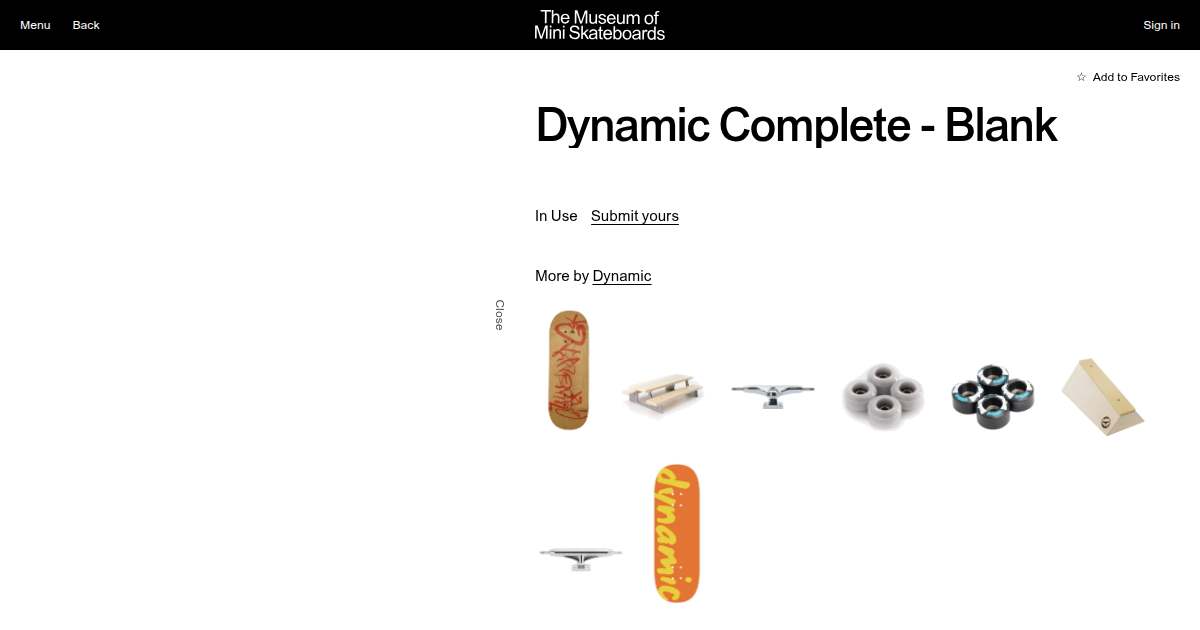 Menu Back
The Museum of
Mini Skateboards
Sign in
☆ Add to Favorites
Dynamic Complete - Blank
In Use Submit yours
More by Dynamic
Close
dynamic